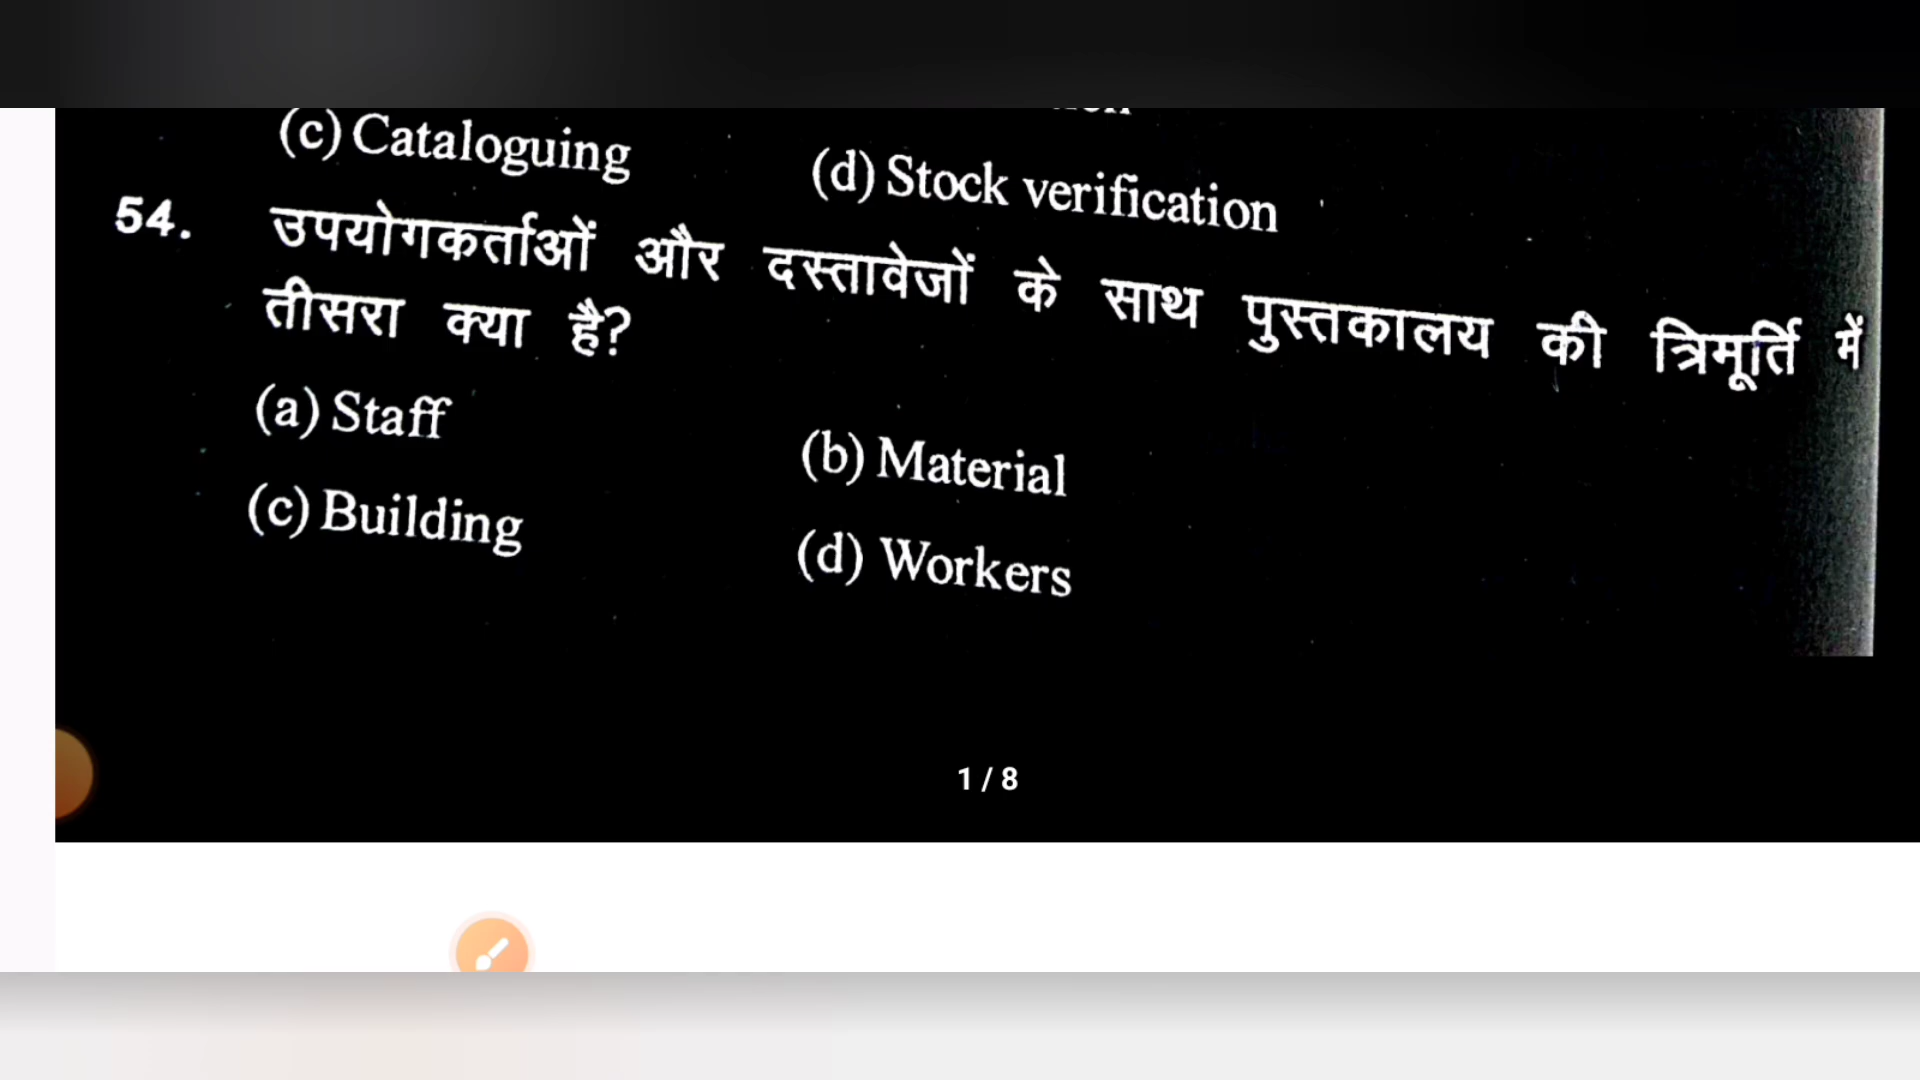 (c) Cataloguing
(d) Stock verification
54. उपयोगकर्ताओं और दस्तावेजों के साथ पुस्तकालय की त्रिमूर्ति में
तीसरा क्या है?
(a) Staff
(b) Material
(c) Building
(d) Workers
1 / 8